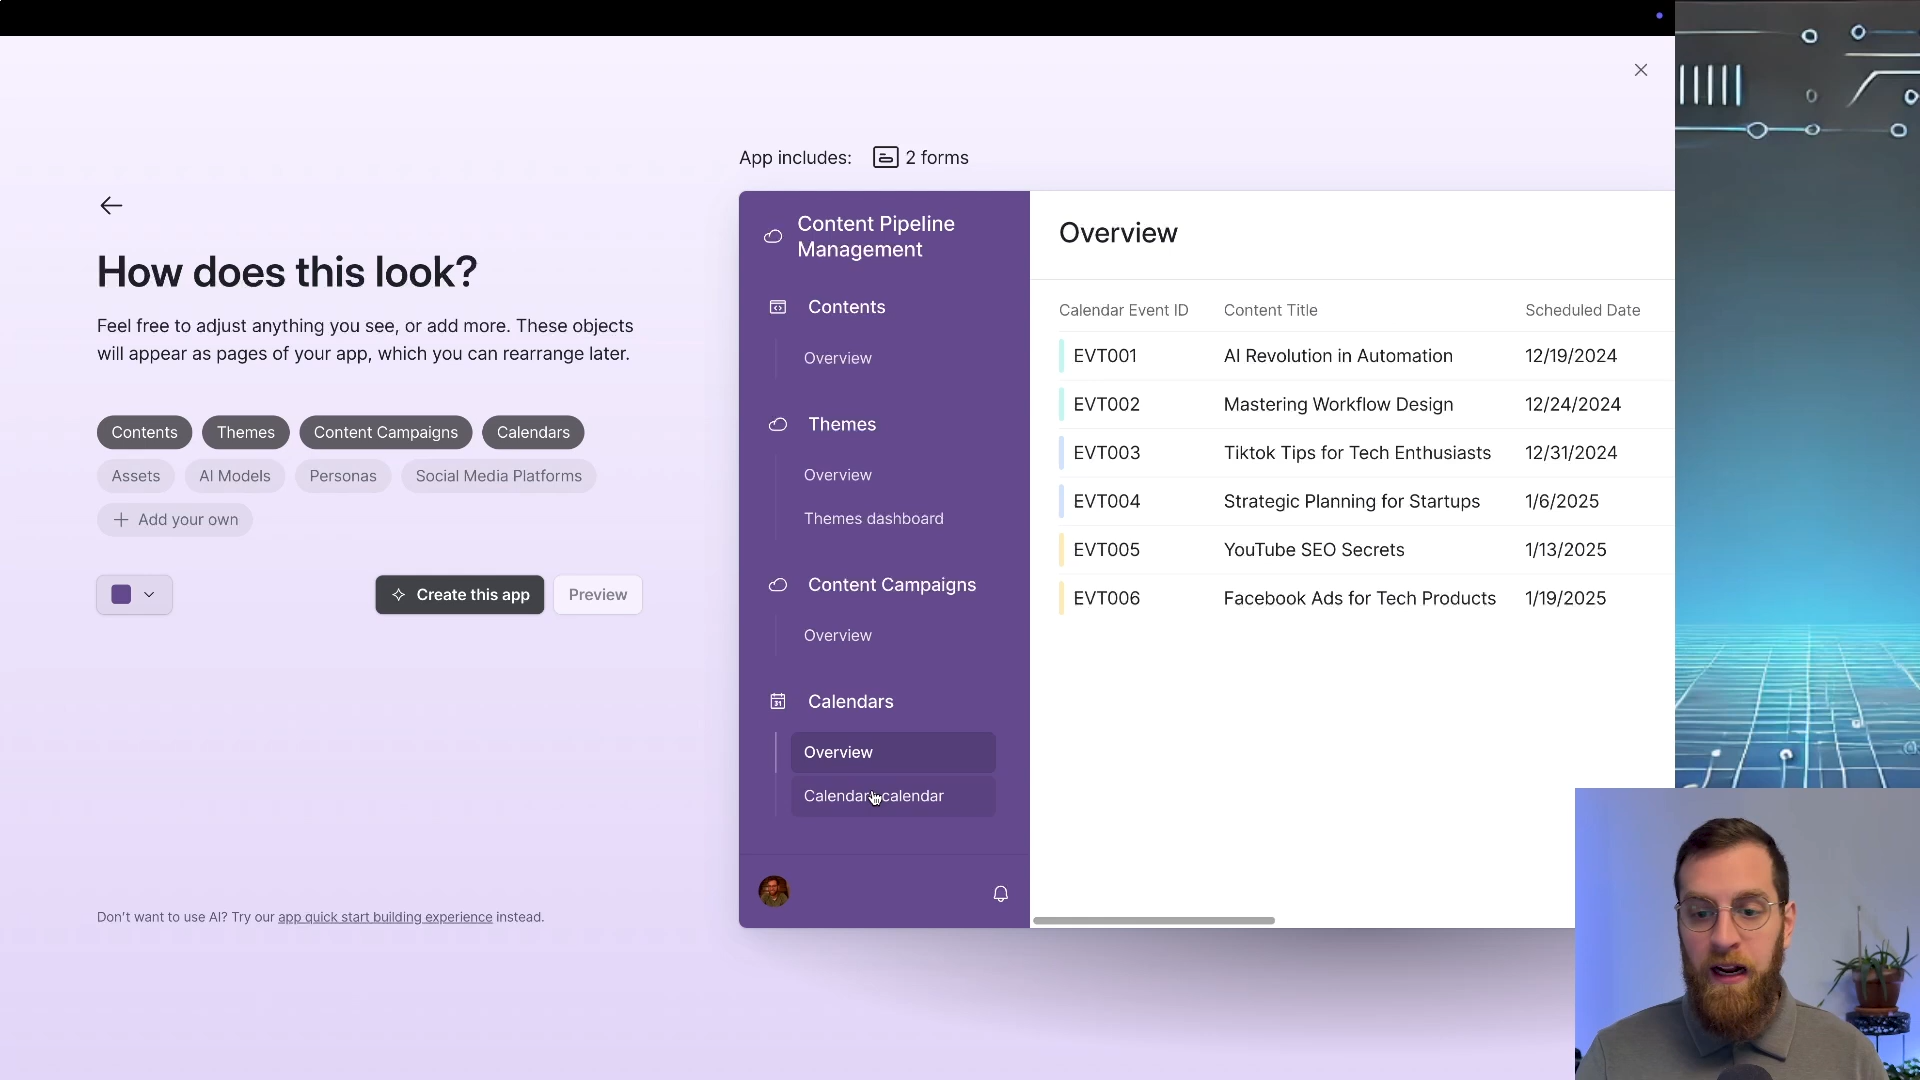 App includes: 2 forms
How does this look?
Feel free to adjust anything you see, or add more. These objects
will appear as pages of your app, which you can rearrange later.
Contents Themes Content Campaigns Calendars
Assets AI Models Personas Social Media Platforms
Add your own
Create this app Preview
Don't want to use AI? Try our app quick start building experience instead.
Content Pipeline
Management
Contents
Overview
Themes
Overview
Themes dashboard
Content Campaigns
Overview
Calendars
31
Overview
Calendars calendar
Overview
Calendar Event ID Content Title Scheduled Date
EVT001 AI Revolution in Automation 12/19/2024
EVT002 Mastering Workflow Design 12/24/2024
EVT003 Tiktok Tips for Tech Enthusiasts 12/31/2024
EVT004 Strategic Planning for Startups 1/6/2025
EVT005 YouTube SEO Secrets 1/13/2025
EVT006 Facebook Ads for Tech Products 1/19/2025